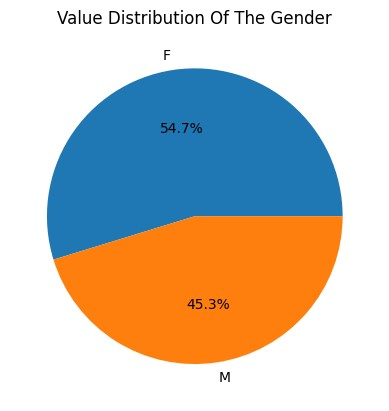 Value Distribution Of The Gender
F
54.7%
45.3%
M